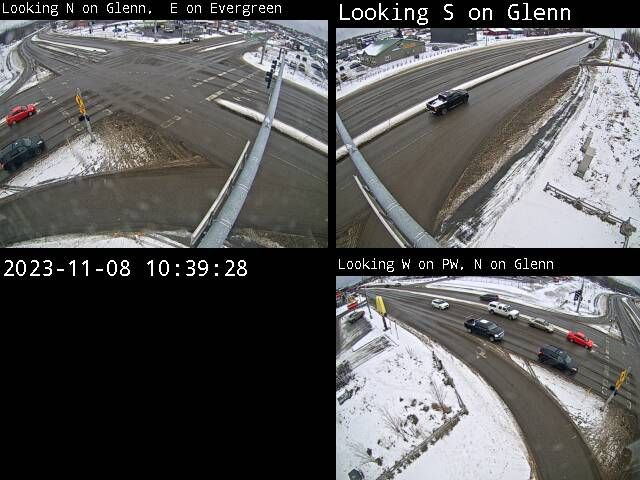 Looking N on Glenn,  E on Evergreen
Looking S on Glenn
2023-11-08 10:39:28
Looking W on PW, N on Glenn